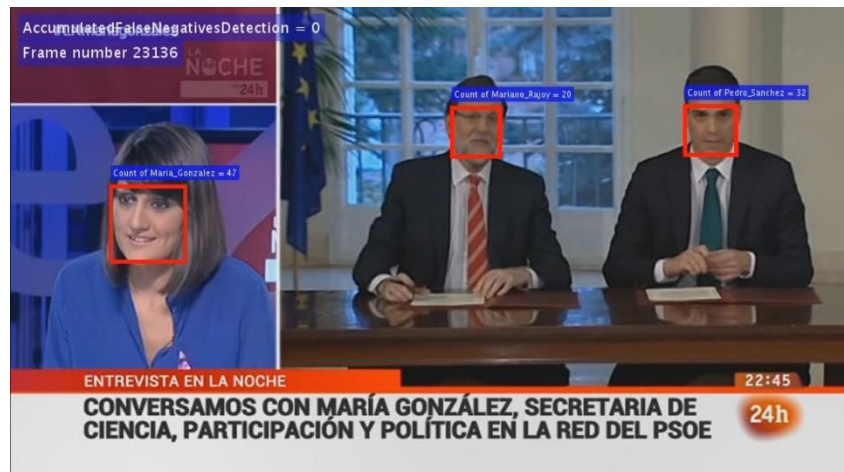 AccumulatedFalseNegativesDetection = 0
Frame number 23136
LA
NOCHE
24h
Count of Mariano_Rajoy = 20
Count of Pedro_Sanchez = 32
Count of Maria_Gonzalez = 47
ENTREVISTA EN LA NOCHE
22:45
CONVERSAMOS CON MARÍA GONZÁLEZ, SECRETARIA DE
CIENCIA, PARTICIPACIÓN Y POLÍTICA EN LA RED DEL PSOE
24h